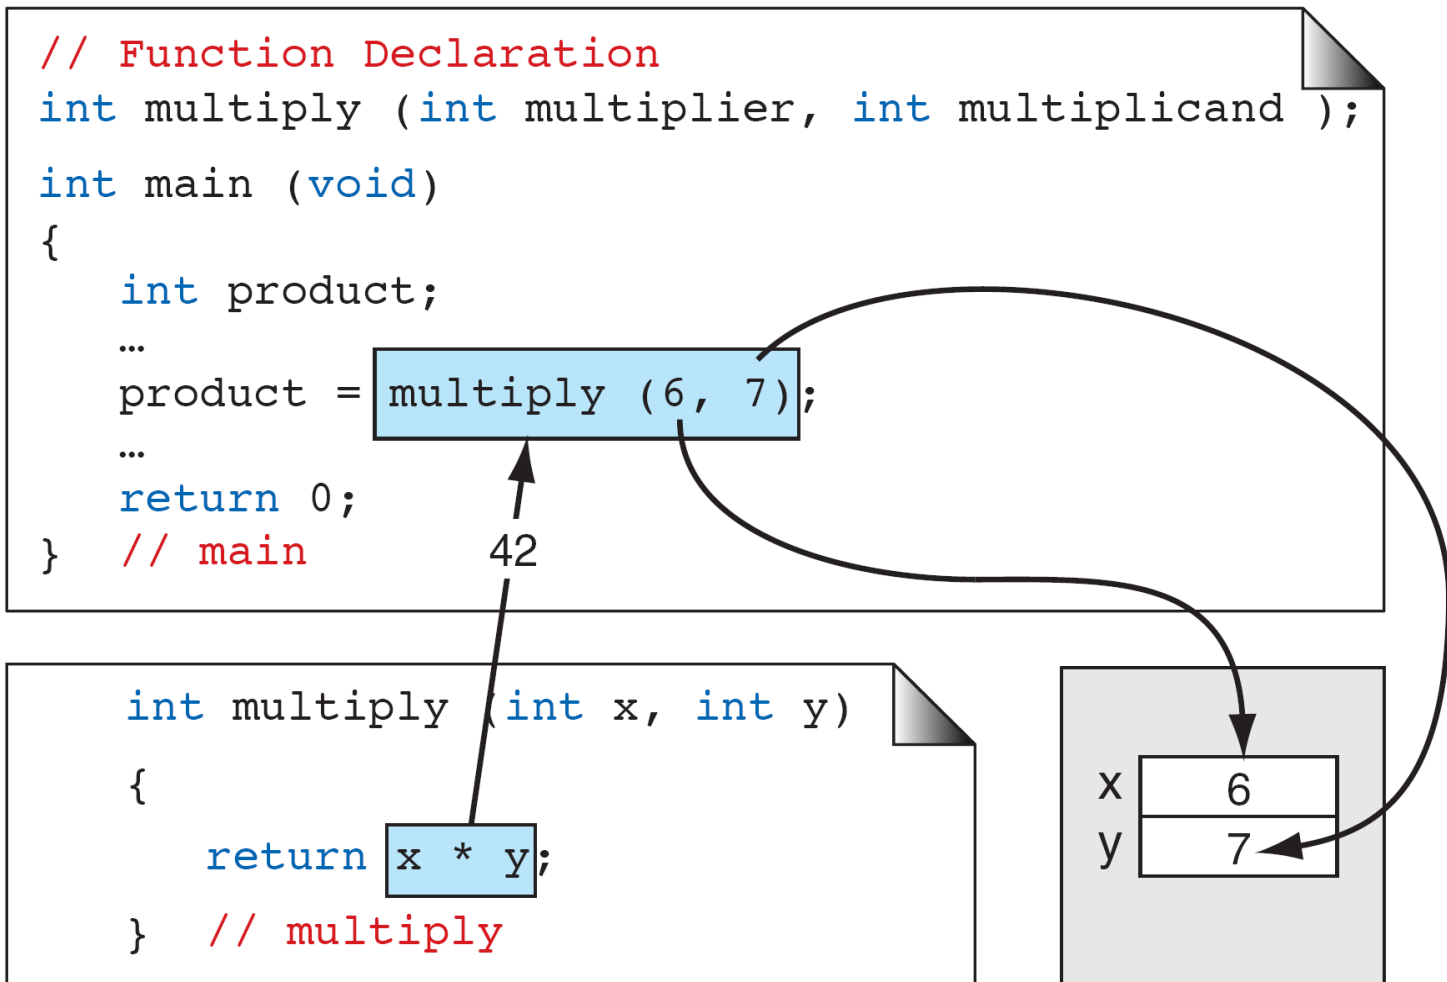 // Function Declaration
int multiply (int multiplier, int multiplicand );
int main (void)
{
int product;
…
product = multiply (6, 7);
…
return 0;
} // main
42
int multiply (int x, int y)
{
return x * y;
} // multiply
x 6
y 7